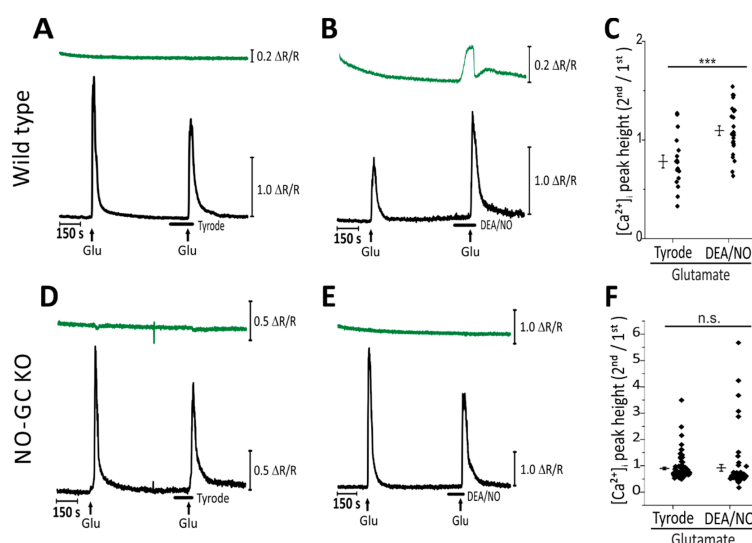 A
0.2 ΔR/R
1.0 ΔR/R
150 s
Tyrode
Glu
Glu
B
0.2 ΔR/R
1.0 ΔR/R
150 s
DEA/NO
Glu
Glu
C
[Ca²⁺]ᵢ peak height (2ⁿᵈ / 1ˢᵗ)
2
1
0
***
Tyrode
DEA/NO
Glutamate
Wild type
D
0.5 ΔR/R
0.5 ΔR/R
150 s
Tyrode
Glu
Glu
E
1.0 ΔR/R
1.0 ΔR/R
150 s
DEA/NO
Glu
Glu
F
[Ca²⁺]ᵢ peak height (2ⁿᵈ / 1ˢᵗ)
6
5
4
3
2
1
0
n.s.
Tyrode
DEA/NO
Glutamate
NO-GC KO